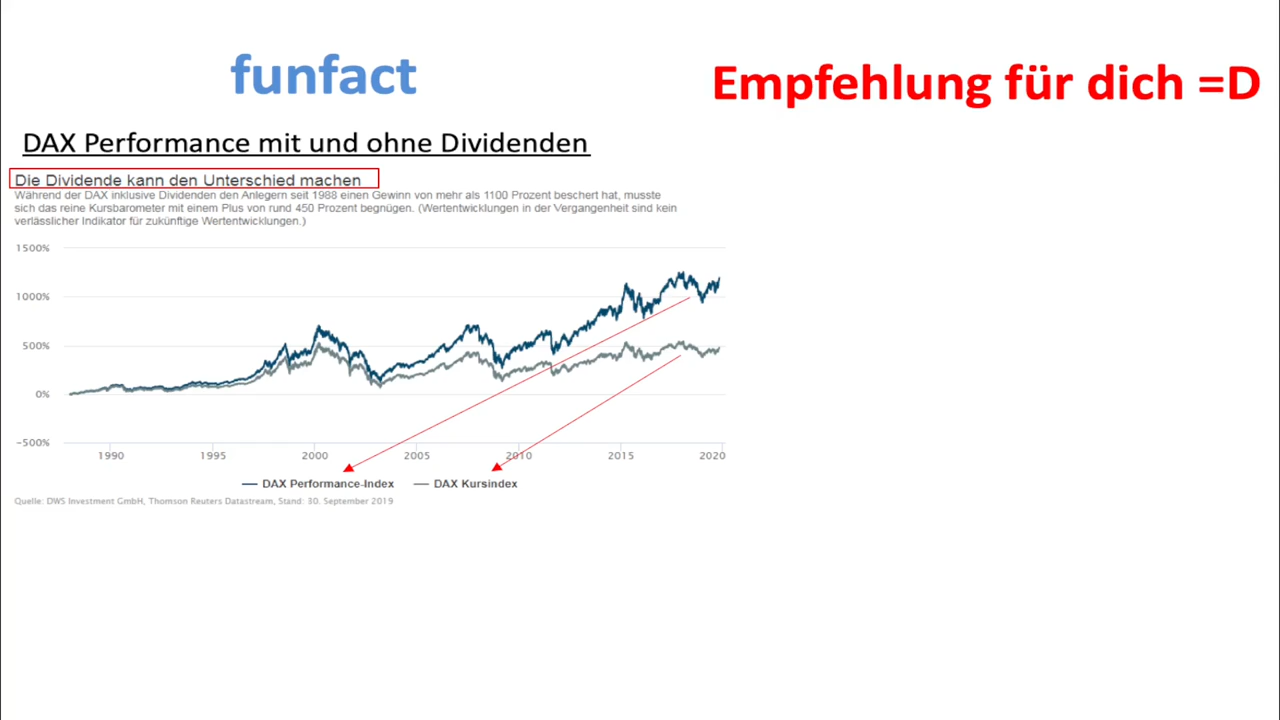 funfact
Empfehlung für dich =D
DAX Performance mit und ohne Dividenden
Die Dividende kann den Unterschied machen
Während der DAX inklusive Dividenden den Anlegern seit 1988 einen Gewinn von mehr als 1100 Prozent beschert hat, musste
sich das reine Kursbarometer mit einem Plus von rund 450 Prozent begnügen. (Wertentwicklungen in der Vergangenheit sind kein
verlässlicher Indikator für zukünftige Wertentwicklungen.)
1500%
1000%
500%
0%
-500%
1990 1995 2000 2005 2010 2015 2020
DAX Performance-Index DAX Kursindex
Quelle: DWS Investment GmbH, Thomson Reuters Datastream, Stand: 30. September 2019